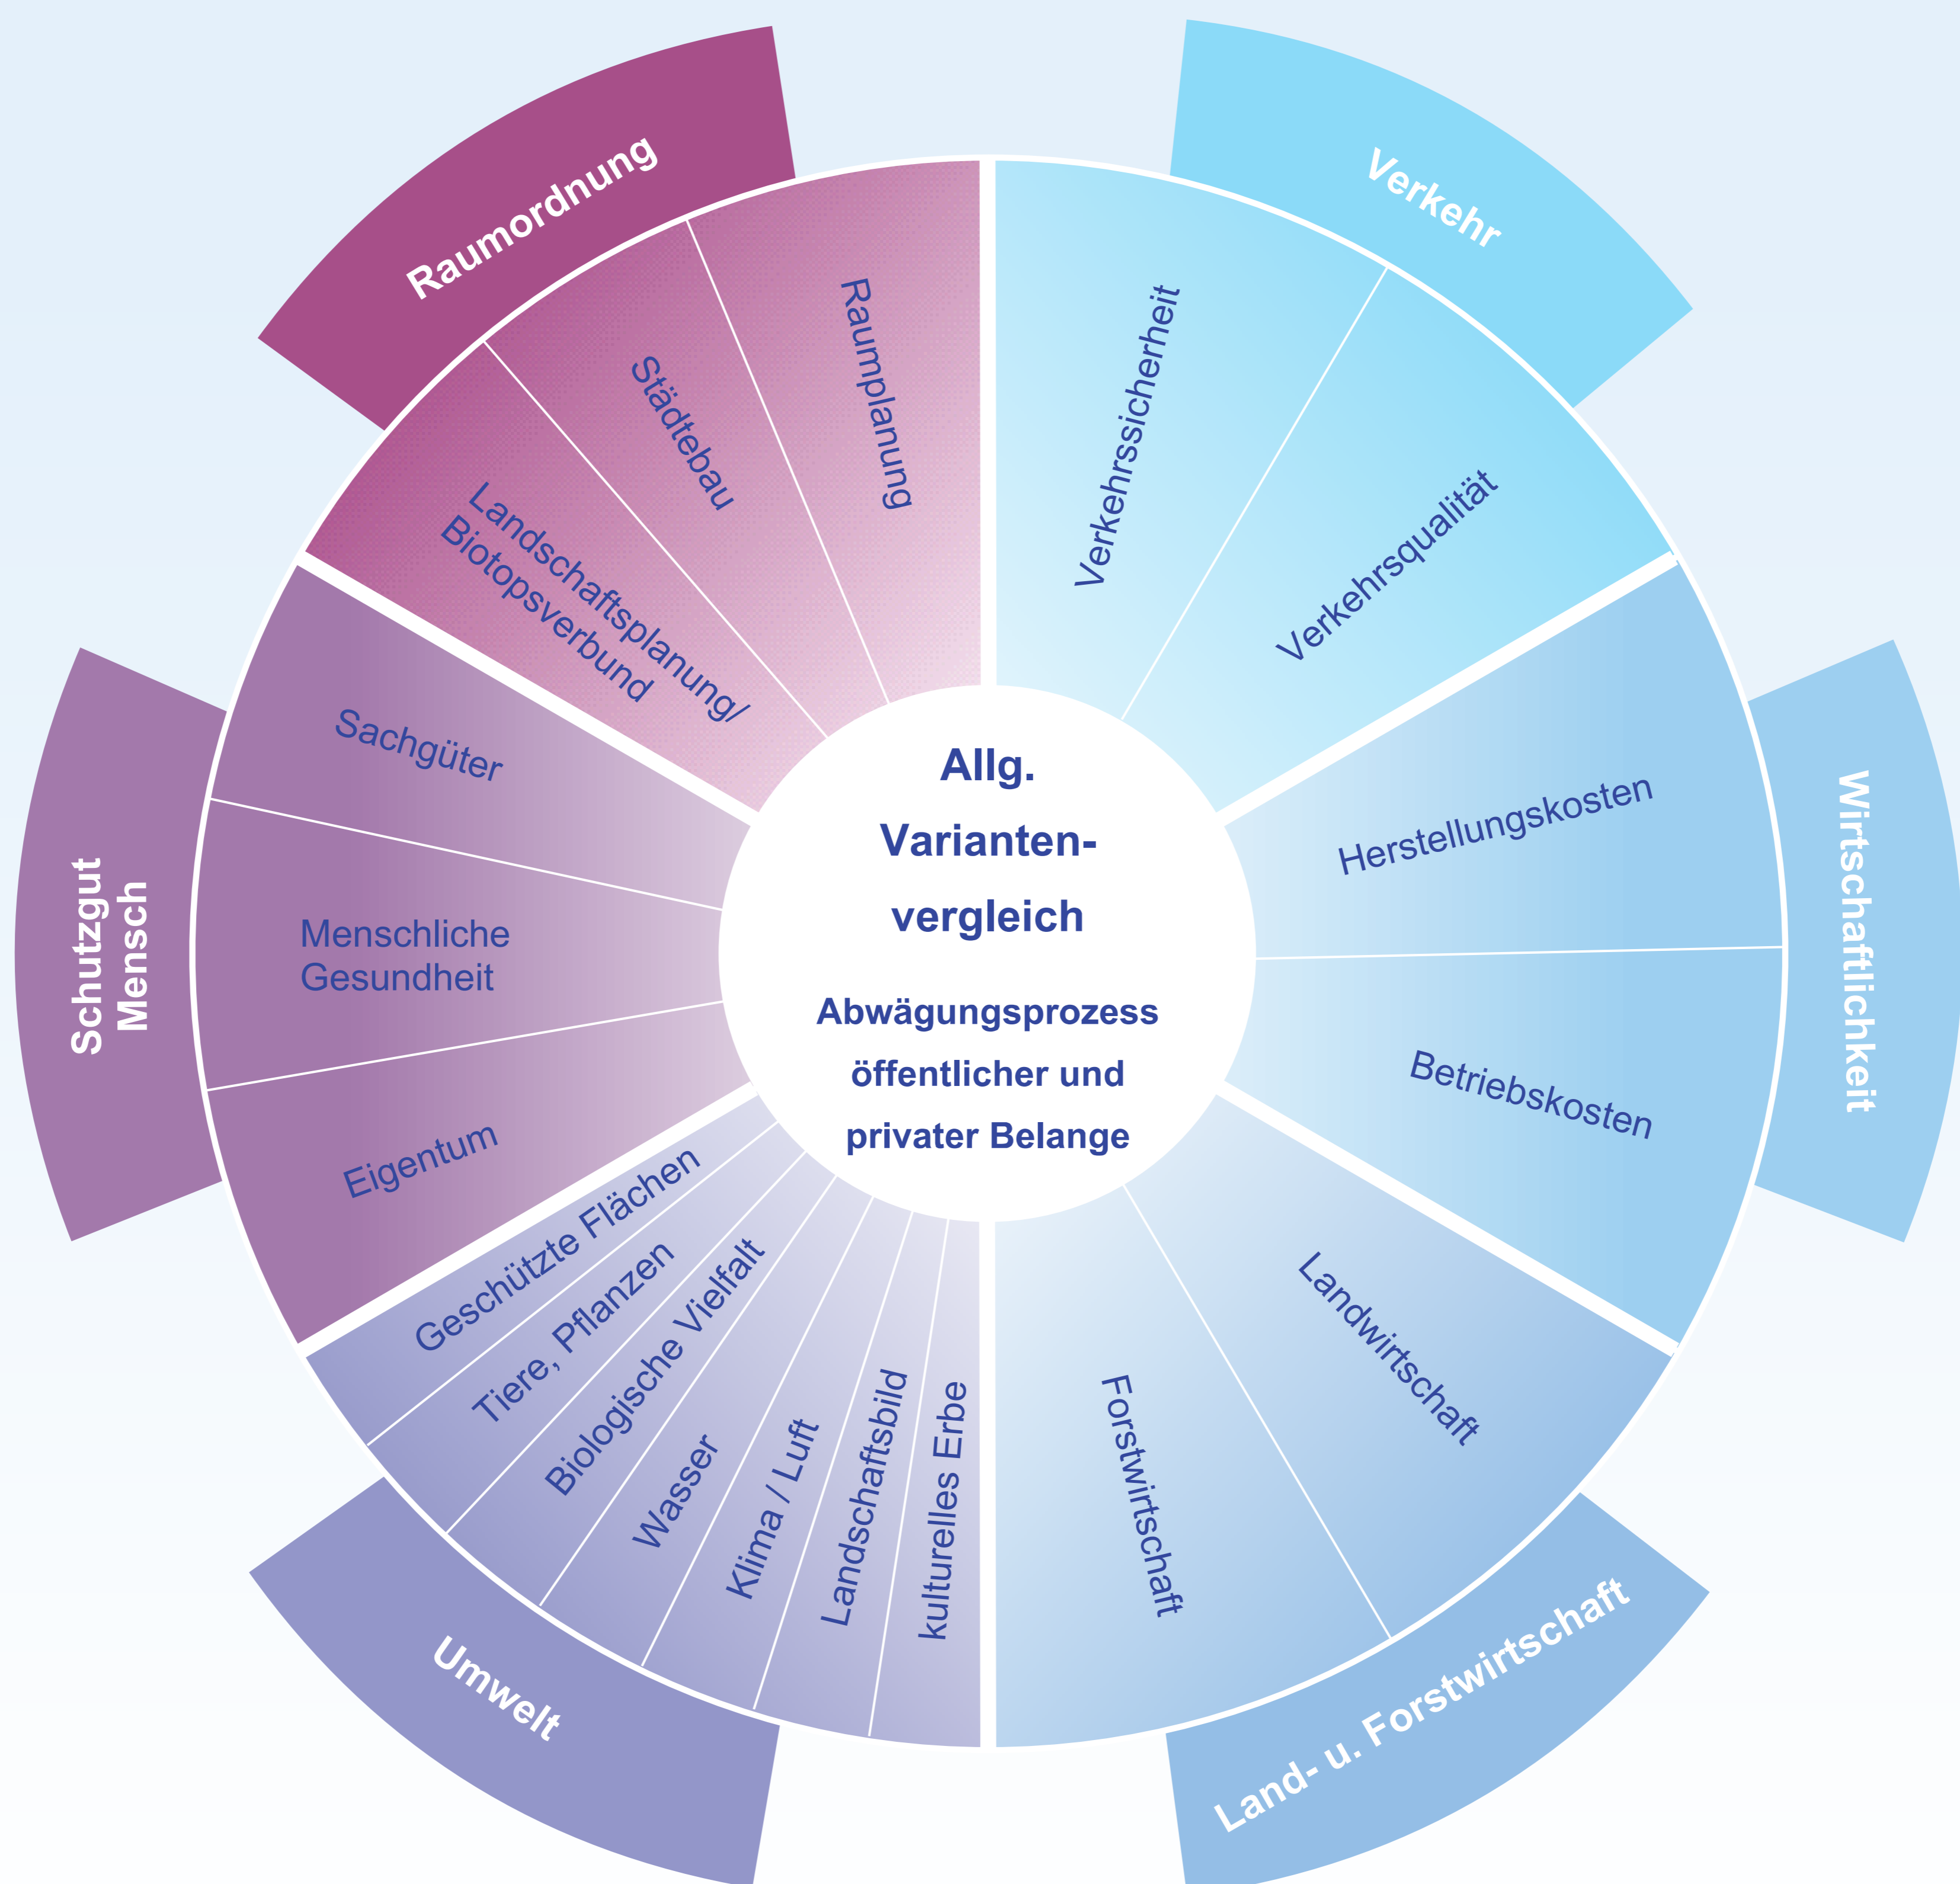 Allg.
Varianten-
vergleich
Abwägungsprozess
öffentlicher und
privater Belange
Verkehr
Verkehrssicherheit
Verkehrsqualität
Wirtschaftlichkeit
Herstellungskosten
Betriebskosten
Land- u. Forstwirtschaft
Landwirtschaft
Forstwirtschaft
Umwelt
kulturelles Erbe
Landschaftsbild
Klima / Luft
Wasser
Biologische Vielfalt
Tiere, Pflanzen
Geschützte Flächen
Schutzgut
Mensch
Eigentum
Menschliche
Gesundheit
Sachgüter
Raumordnung
Landschaftsplanung/
Biotopsverbund
Städtebau
Raumplanung